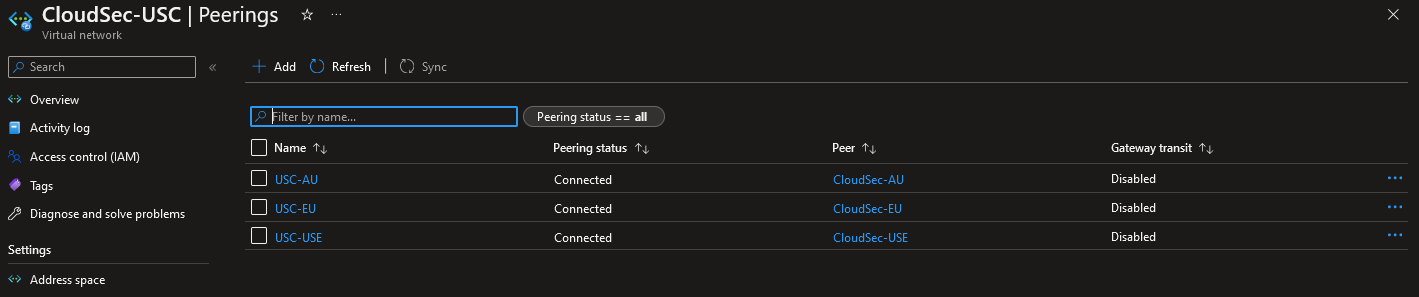 CloudSec-USC | Peerings ☆ ...
Virtual network
Search «
Overview
Activity log
Access control (IAM)
Tags
Diagnose and solve problems
Settings
Address space
Add Refresh | Sync
Filter by name... Peering status == all
Name ↑↓ Peering status ↑↓ Peer ↑↓ Gateway transit ↑↓
USC-AU Connected CloudSec-AU Disabled ...
USC-EU Connected CloudSec-EU Disabled ...
USC-USE Connected CloudSec-USE Disabled ...